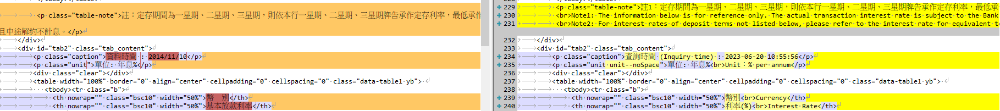 <p class="table-note">註：定存期間為一星期、二星期、三星期，則依本行一星期、二星期、三星期牌告承作定存利率，最低承作
且中途解約不計息。</p>
</div>
<div id="tab2" class="tab_content">
<p class="caption">資料時間 : 2014/11/10</p>
<p class="unit">單位: 年息%</p>
<div class="clear"></div>
<table width="100%" border="0" align="center" cellpadding="0" cellspacing="0" class="data-table1 yb">
<tbody><tr class="b">
<th nowrap="" class="bsc10" width="50%">幣　別</th>
<th nowrap="" class="bsc10" width="50%">基本放款利率</th>
229 <p class="table-note">註1：定存期間為一星期、二星期、三星期，則依本行一星期、二星期、三星期牌告承作定存利率，最低承
230 <br>Note1: The information below is for reference only. The actual transaction interest rate is subject to the Bank
231 <br>Note2: For interest rates of deposit terms not listed below, please refer to the interest rate for equivalent te
232 </div>
233 <div id="tab2" class="tab_content">
234 <p class="caption">查詢時間 (Inquiry time) : 2023-06-20 10:55:56</p>
235 <p class="unit unit--noSpace">單位: 年息%<br>Unit：% per annum</p>
236 <div class="clear"></div>
237 <table width="100%" border="0" align="center" cellpadding="0" cellspacing="0" class="data-table1 yb">
238 <tbody><tr class="b">
239 <th nowrap="" class="bsc10" width="50%">幣別<br>Currency</th>
240 <th nowrap="" class="bsc10" width="50%">利率(%)<br>Interest Rate</th>